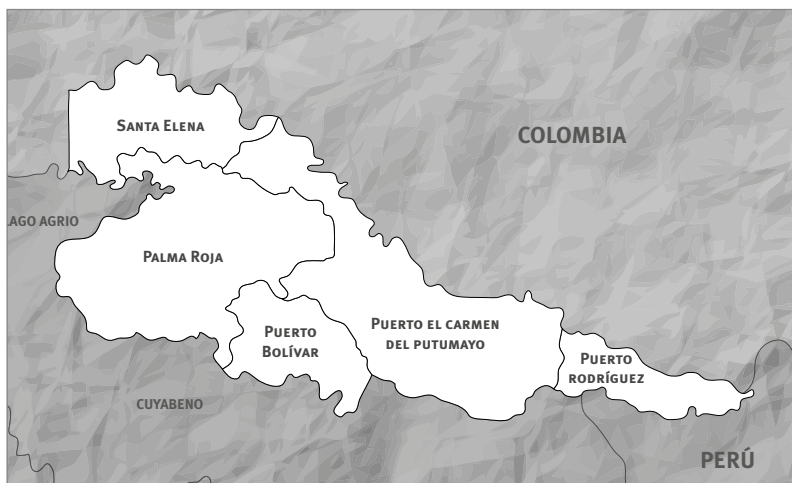 SANTA ELENA
COLOMBIA
AGO AGRIO
PALMA ROJA
PUERTO
BOLÍVAR
PUERTO EL CARMEN
DEL PUTUMAYO
PUERTO
RODRÍGUEZ
CUYABENO
PERÚ